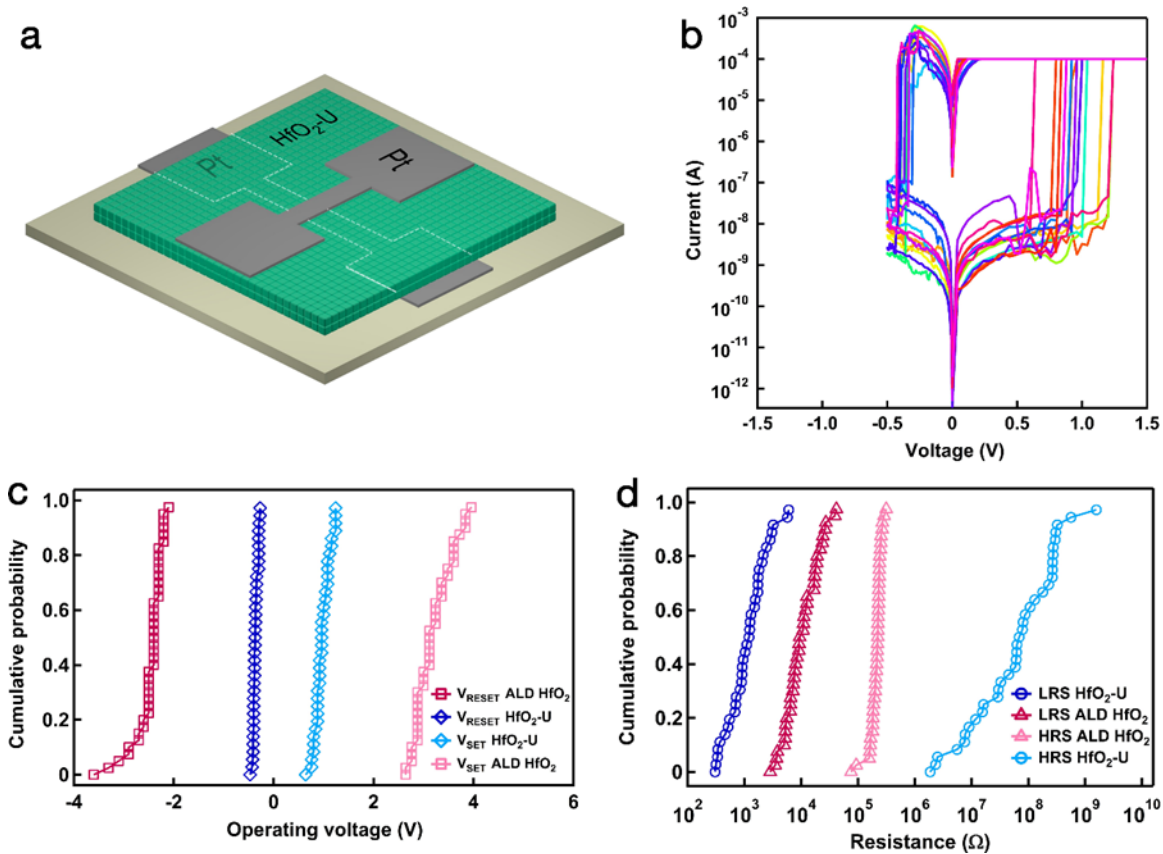 a
HfO₂-U
Pt
Pt
b
Current (A)
10⁻³
10⁻⁴
10⁻⁵
10⁻⁶
10⁻⁷
10⁻⁸
10⁻⁹
10⁻¹⁰
10⁻¹¹
10⁻¹²
-1.5 -1.0 -0.5 0 0.5 1.0 1.5
Voltage (V)
c
Cumulative probability
1.0
0.8
0.6
0.4
0.2
0
V_RESET ALD HfO₂
V_RESET HfO₂-U
V_SET HfO₂-U
V_SET ALD HfO₂
-4 -2 0 2 4 6
Operating voltage (V)
d
Cumulative probability
1.0
0.8
0.6
0.4
0.2
0
LRS HfO₂-U
LRS ALD HfO₂
HRS ALD HfO₂
HRS HfO₂-U
10² 10³ 10⁴ 10⁵ 10⁶ 10⁷ 10⁸ 10⁹ 10¹⁰
Resistance (Ω)